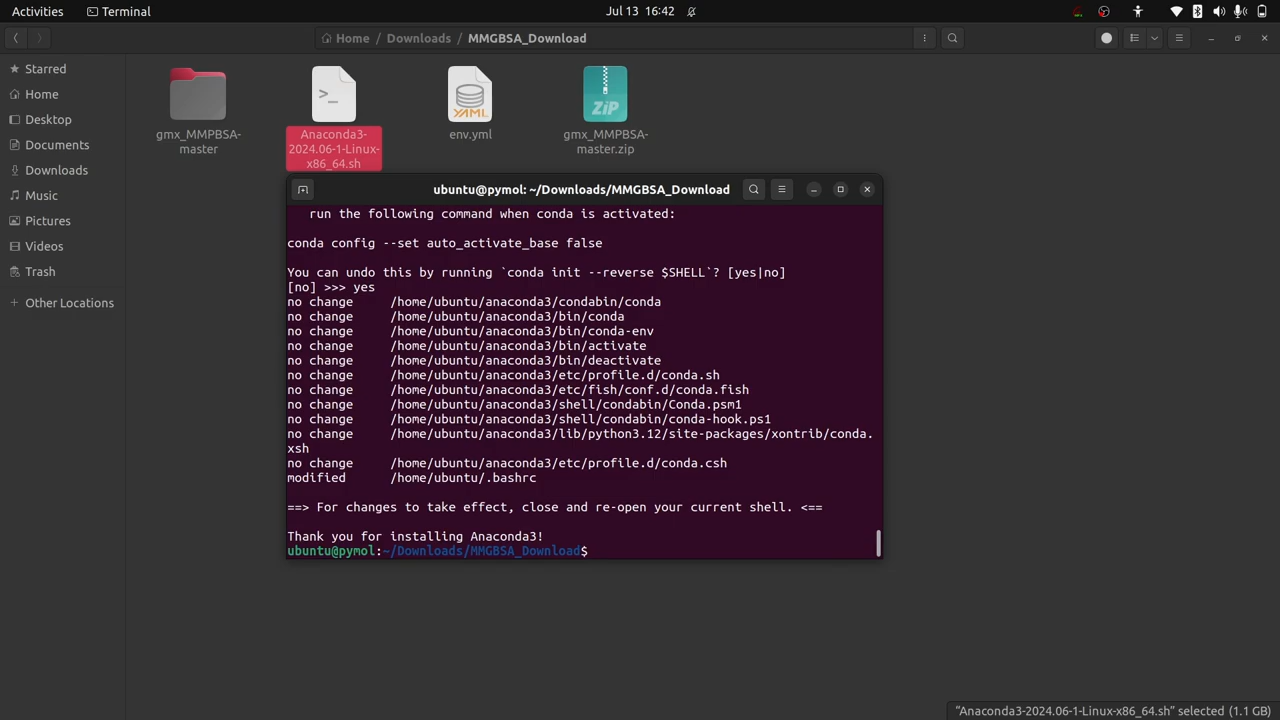 Activities
Terminal
Jul 13 16:42
Home / Downloads / MMGBSA_Download
Starred
Home
Desktop
Documents
Downloads
Music
Pictures
Videos
Trash
Other Locations
gmx_MMPBSA-
master
>_
Anaconda3-
2024.06-1-Linux-
x86_64.sh
YAML
env.yml
ZIP
gmx_MMPBSA-
master.zip
ubuntu@pymol: ~/Downloads/MMGBSA_Download
run the following command when conda is activated:
conda config --set auto_activate_base false
You can undo this by running `conda init --reverse $SHELL`? [yes|no]
[no] >>> yes
no change     /home/ubuntu/anaconda3/condabin/conda
no change     /home/ubuntu/anaconda3/bin/conda
no change     /home/ubuntu/anaconda3/bin/conda-env
no change     /home/ubuntu/anaconda3/bin/activate
no change     /home/ubuntu/anaconda3/bin/deactivate
no change     /home/ubuntu/anaconda3/etc/profile.d/conda.sh
no change     /home/ubuntu/anaconda3/etc/fish/conf.d/conda.fish
no change     /home/ubuntu/anaconda3/shell/condabin/Conda.psm1
no change     /home/ubuntu/anaconda3/shell/condabin/conda-hook.ps1
no change     /home/ubuntu/anaconda3/lib/python3.12/site-packages/xontrib/conda.
xsh
no change     /home/ubuntu/anaconda3/etc/profile.d/conda.csh
modified      /home/ubuntu/.bashrc
==> For changes to take effect, close and re-open your current shell. <==
Thank you for installing Anaconda3!
ubuntu@pymol:~/Downloads/MMGBSA_Download$
"Anaconda3-2024.06-1-Linux-x86_64.sh" selected (1.1 GB)